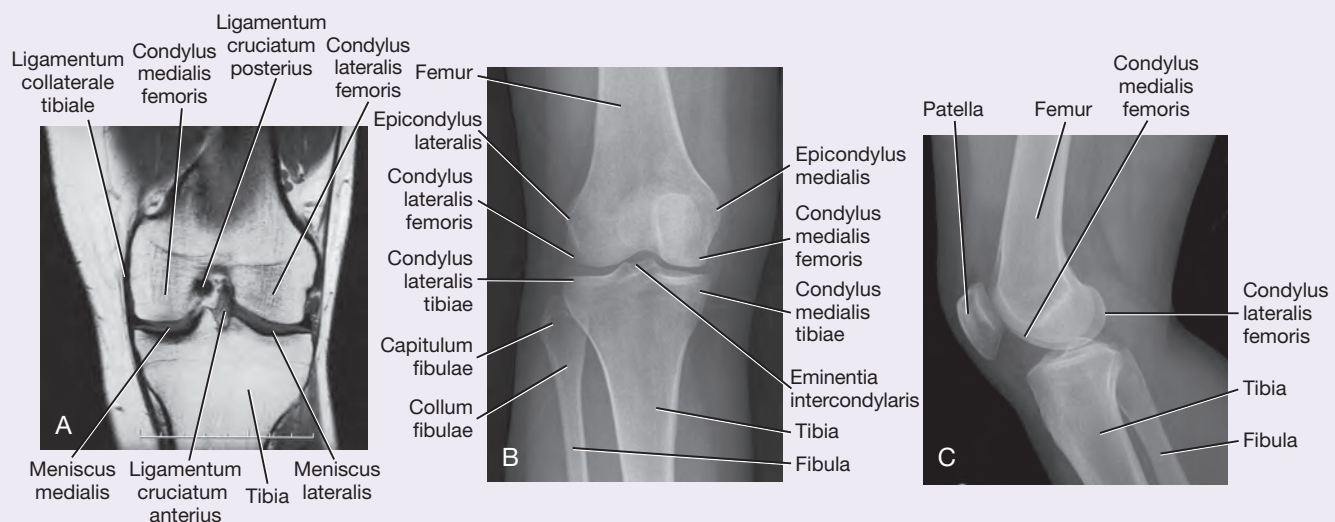 Ligamentum
collaterale
tibiale
Condylus
medialis
femoris
Ligamentum
cruciatum
posterius
Condylus
lateralis
femoris
A
Meniscus
medialis
Ligamentum
cruciatum
anterius
Tibia
Meniscus
lateralis
Femur
Epicondylus
lateralis
Condylus
lateralis
femoris
Condylus
lateralis
tibiae
Capitulum
fibulae
Collum
fibulae
B
Epicondylus
medialis
Condylus
medialis
femoris
Condylus
medialis
tibiae
Eminentia
intercondylaris
Tibia
Fibula
Patella
Femur
Condylus
medialis
femoris
Condylus
lateralis
femoris
Tibia
Fibula
C